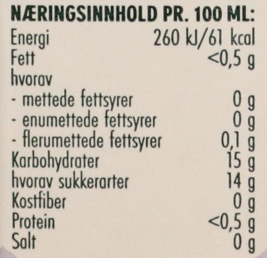 NÆRINGSINNHOLD PR. 100 ML:
Energi 260 kJ/61 kcal
Fett <0,5 g
hvorav
- mettede fettsyrer 0 g
- enumettede fettsyrer 0 g
- flerumettede fettsyrer 0,1 g
Karbohydrater 15 g
hvorav sukkerarter 14 g
Kostfiber 0 g
Protein <0,5 g
Salt 0 g